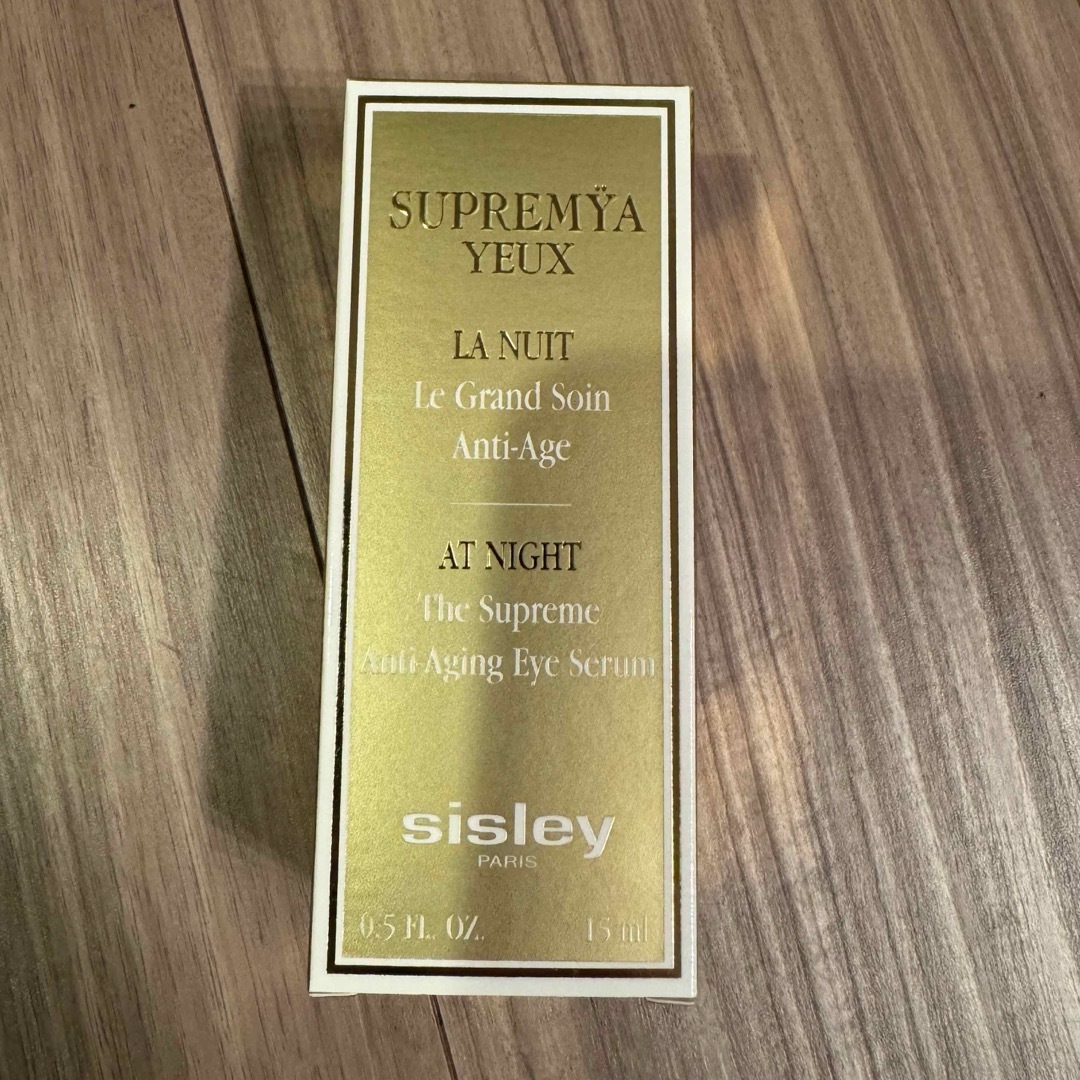 SUPREMŸA
YEUX
LA NUIT
Le Grand Soin
Anti-Age
AT NIGHT
The Supreme
Anti-Aging Eye Serum
sisley
PARIS
0.5 FL. OZ. 15 ml